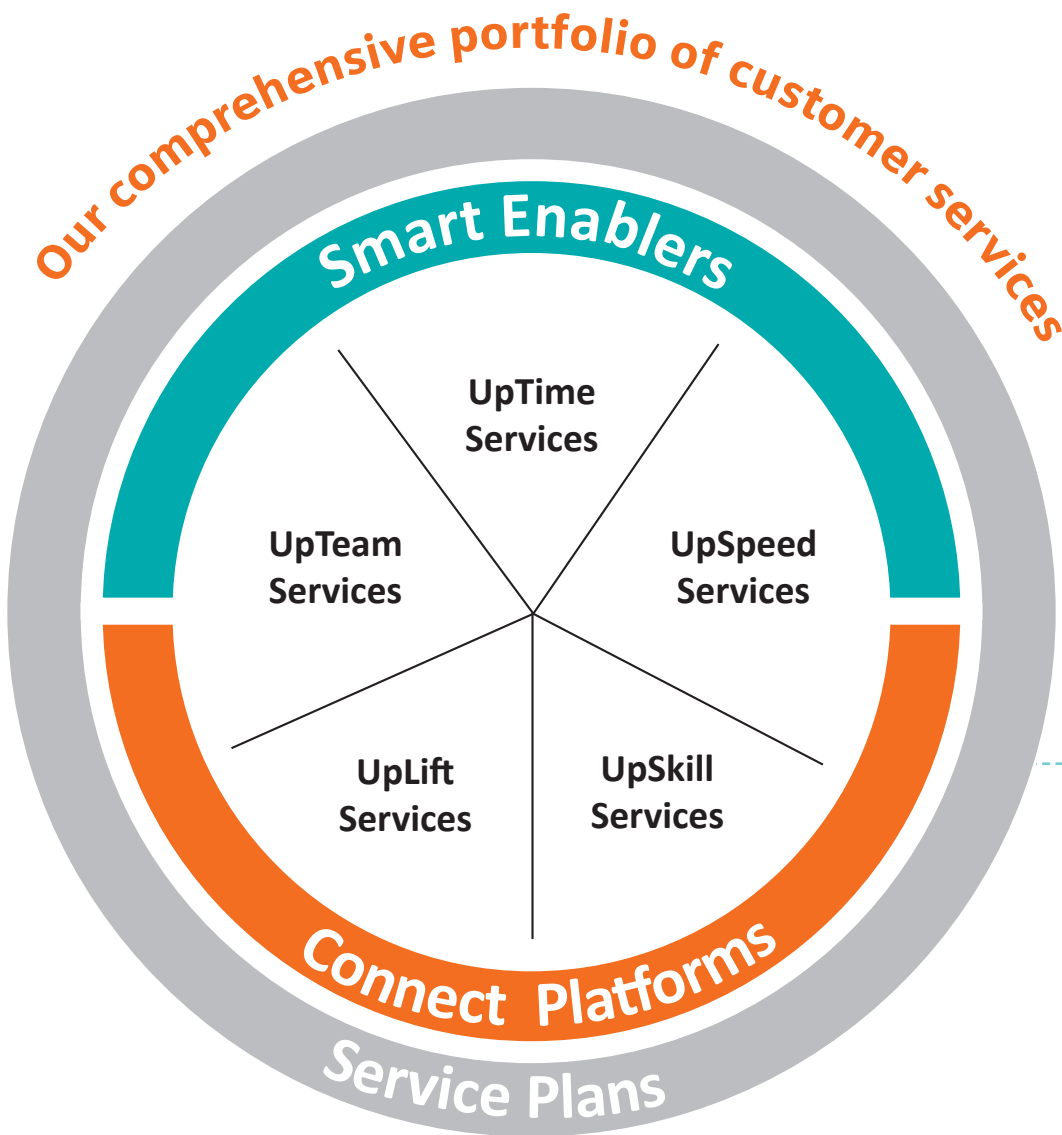 Our comprehensive portfolio of customer services
Smart Enablers
UpTime
Services
UpTeam
Services
UpSpeed
Services
UpLift
Services
UpSkill
Services
Connect Platforms
Service Plans